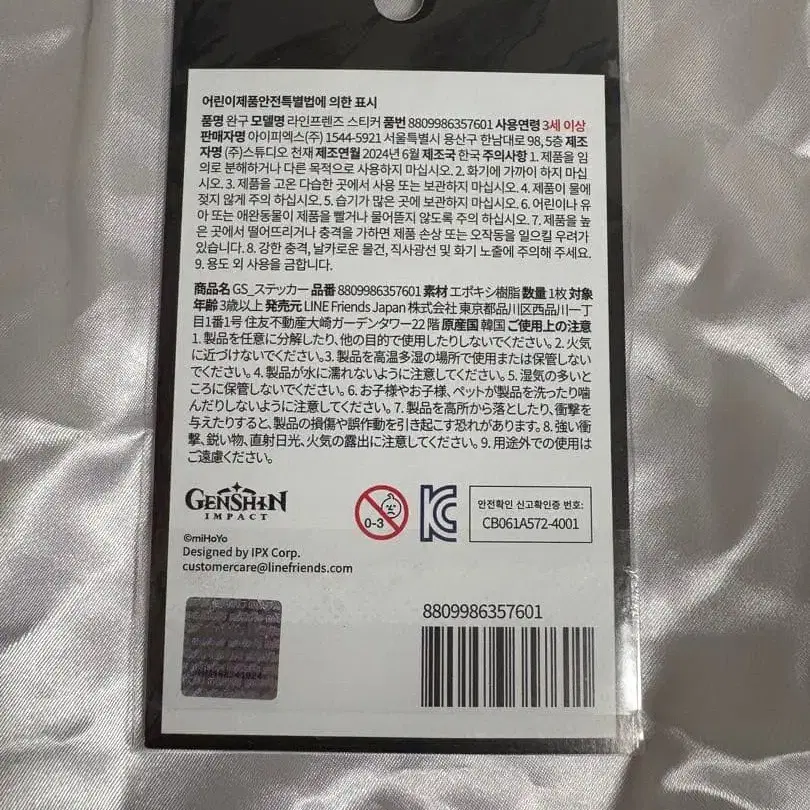 어린이제품안전특별법에 의한 표시
품명 완구 모델명 라인프렌즈 스티커 품번 8809986357601 사용연령 3세 이상
판매자명 아이피엑스(주) 1544-5921 서울특별시 용산구 한남대로 98, 5층 제조
자명 (주)스튜디오 천재 제조연월 2024년 6월 제조국 한국 주의사항 1. 제품을 임
의로 분해하거나 다른 목적으로 사용하지 마십시오. 2. 화기에 가까이 하지 마십
시오. 3. 제품을 고온 다습한 곳에서 사용 또는 보관하지 마십시오. 4. 제품이 물에
젖지 않게 주의 하십시오. 5. 습기가 많은 곳에 보관하지 마십시오. 6. 어린이나 유
아 또는 애완동물이 제품을 빨거나 물어뜯지 않도록 주의 하십시오. 7. 제품을 높
은 곳에서 떨어뜨리거나 충격을 가하면 제품 손상 또는 오작동을 일으킬 우려가
있습니다. 8. 강한 충격, 날카로운 물건, 직사광선 및 화기 노출에 주의해 주세요.
9. 용도 외 사용을 금합니다.
商品名 GS_ステッカー 品番 8809986357601 素材 エポキシ樹脂 数量 1枚 対象
年齢 3歳以上 発売元 LINE Friends Japan 株式会社 東京都品川区西品川一丁
目1番1号 住友不動産大崎ガーデンタワー22 階 原産国 韓国 ご使用上の注意
1. 製品を任意に分解したり、他の目的で使用したりしないでください。2. 火気
に近づけないでください。3. 製品を高温多湿の場所で使用または保管しない
でください。4. 製品が水に濡れないように注意してください。5. 湿気の多いと
ころに保管しないでください。6. お子様やお子様、ペットが製品を洗ったり噛
んだりしないように注意してください。7. 製品を高所から落としたり、衝撃
を与えたりすると、製品の損傷や誤作動を引き起こす恐れがあります。8. 強い衝
撃、鋭い物、直射日光、火気の露出に注意してください。9. 用途外での使用は
ご遠慮ください。
GENSHIN
IMPACT
0-3
안전확인 신고확인증 번호:
CB061A572-4001
©miHoYo
Designed by IPX Corp.
customercare@linefriends.com
8809986357601